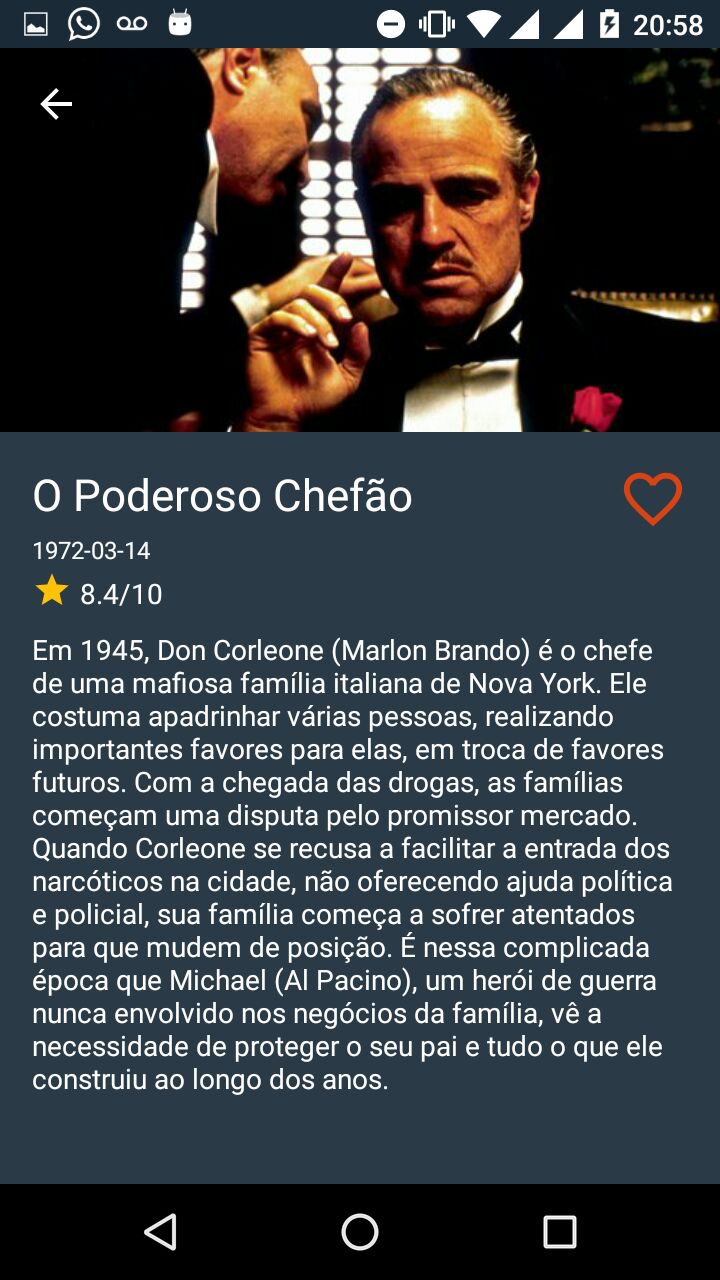 20:58
O Poderoso Chefão
1972-03-14
8.4/10
Em 1945, Don Corleone (Marlon Brando) é o chefe
de uma mafiosa família italiana de Nova York. Ele
costuma apadrinhar várias pessoas, realizando
importantes favores para elas, em troca de favores
futuros. Com a chegada das drogas, as famílias
começam uma disputa pelo promissor mercado.
Quando Corleone se recusa a facilitar a entrada dos
narcóticos na cidade, não oferecendo ajuda política
e policial, sua família começa a sofrer atentados
para que mudem de posição. É nessa complicada
época que Michael (Al Pacino), um herói de guerra
nunca envolvido nos negócios da família, vê a
necessidade de proteger o seu pai e tudo o que ele
construiu ao longo dos anos.